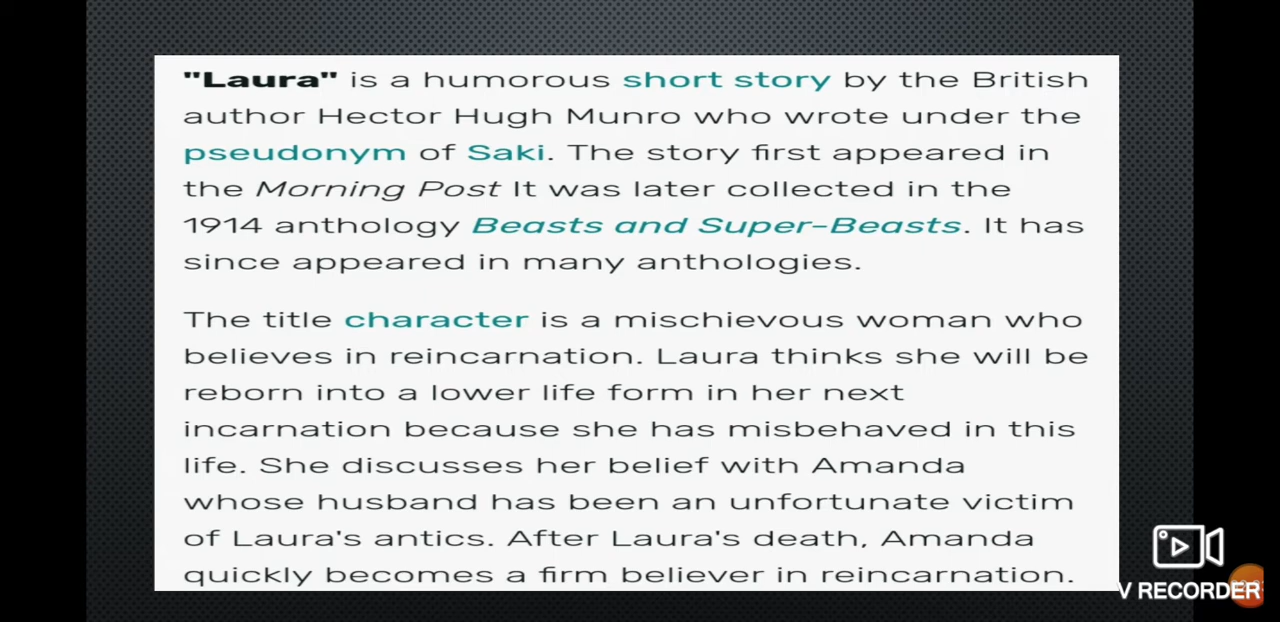 "Laura" is a humorous short story by the British
author Hector Hugh Munro who wrote under the
pseudonym of Saki. The story first appeared in
the Morning Post It was later collected in the
1914 anthology Beasts and Super-Beasts. It has
since appeared in many anthologies.
The title character is a mischievous woman who
believes in reincarnation. Laura thinks she will be
reborn into a lower life form in her next
incarnation because she has misbehaved in this
life. She discusses her belief with Amanda
whose husband has been an unfortunate victim
of Laura's antics. After Laura's death, Amanda
quickly becomes a firm believer in reincarnation.
V RECORDER